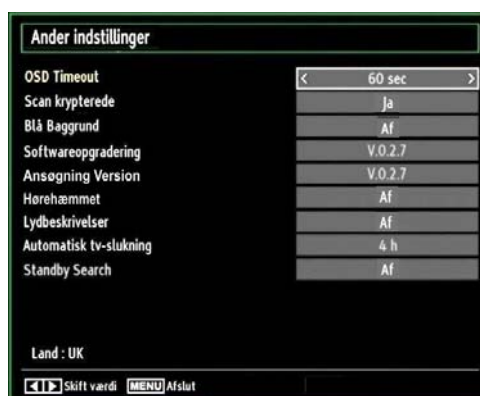 Ander indstillinger
OSD Timeout < 60 sec >
Scan krypterede Ja
Blå Baggrund Af
Softwareopgradering V.0.2.7
Ansøgning Version V.0.2.7
Hørehæmmet Af
Lydbeskrivelser Af
Automatisk tv-slukning 4 h
Standby Search Af
Land : UK
Skift værdi MENU Afslut